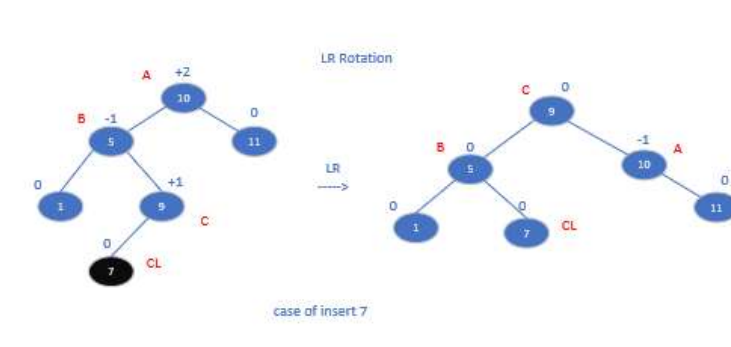 LR Rotation
A +2
10
B -1
5
0
11
0
1
+1
9
C
0
7
CL
LR
----->
C 0
9
B 0
5
-1
10
A
0
11
0
1
0
7
CL
case of insert 7